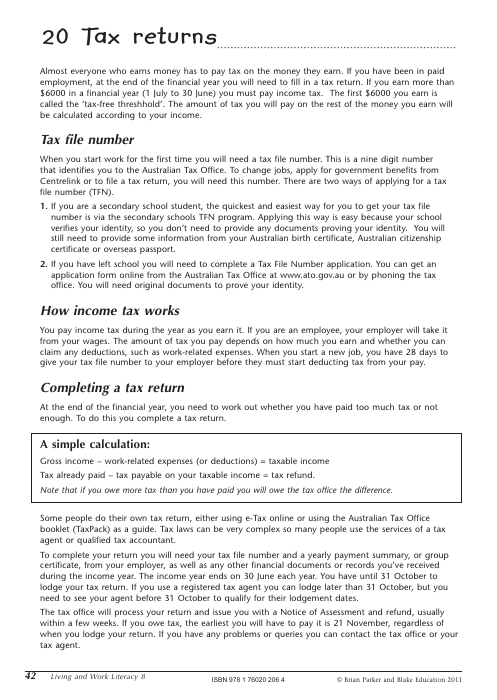 20 Tax returns
Almost everyone who earns money has to pay tax on the money they earn. If you have been in paid
employment, at the end of the financial year you will need to fill in a tax return. If you earn more than
$6000 in a financial year (1 July to 30 June) you must pay income tax.  The first $6000 you earn is
called the 'tax-free threshhold'. The amount of tax you will pay on the rest of the money you earn will
be calculated according to your income.
Tax file number
When you start work for the first time you will need a tax file number. This is a nine digit number
that identifies you to the Australian Tax Office. To change jobs, apply for government benefits from
Centrelink or to file a tax return, you will need this number. There are two ways of applying for a tax
file number (TFN).
1. If you are a secondary school student, the quickest and easiest way for you to get your tax file
number is via the secondary schools TFN program. Applying this way is easy because your school
verifies your identity, so you don't need to provide any documents proving your identity.  You will
still need to provide some information from your Australian birth certificate, Australian citizenship
certificate or overseas passport.
2. If you have left school you will need to complete a Tax File Number application. You can get an
application form online from the Australian Tax Office at www.ato.gov.au or by phoning the tax
office. You will need original documents to prove your identity.
How income tax works
You pay income tax during the year as you earn it. If you are an employee, your employer will take it
from your wages. The amount of tax you pay depends on how much you earn and whether you can
claim any deductions, such as work-related expenses. When you start a new job, you have 28 days to
give your tax file number to your employer before they must start deducting tax from your pay.
Completing a tax return
At the end of the financial year, you need to work out whether you have paid too much tax or not
enough. To do this you complete a tax return.
A simple calculation:
Gross income – work-related expenses (or deductions) = taxable income
Tax already paid – tax payable on your taxable income = tax refund.
Note that if you owe more tax than you have paid you will owe the tax office the difference.
Some people do their own tax return, either using e-Tax online or using the Australian Tax Office
booklet (TaxPack) as a guide. Tax laws can be very complex so many people use the services of a tax
agent or qualified tax accountant.
To complete your return you will need your tax file number and a yearly payment summary, or group
certificate, from your employer, as well as any other financial documents or records you've received
during the income year. The income year ends on 30 June each year. You have until 31 October to
lodge your tax return. If you use a registered tax agent you can lodge later than 31 October, but you
need to see your agent before 31 October to qualify for their lodgement dates.
The tax office will process your return and issue you with a Notice of Assessment and refund, usually
within a few weeks. If you owe tax, the earliest you will have to pay it is 21 November, regardless of
when you lodge your return. If you have any problems or queries you can contact the tax office or your
tax agent.
42 Living and Work Literacy 8 ISBN 978 1 76020 206 4 © Brian Parker and Blake Education 2011